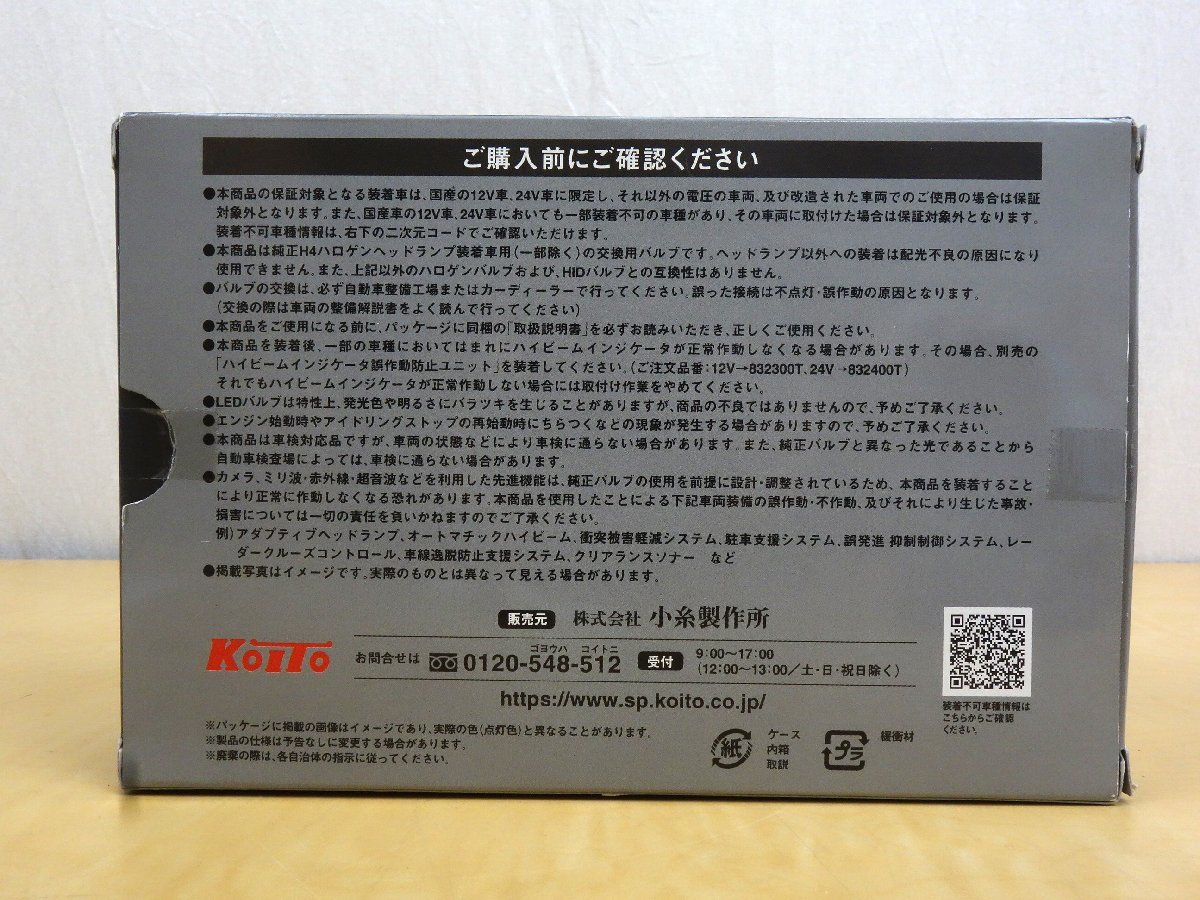 ご購入前にご確認ください
●本商品の保証対象となる装着車は、国産の12V車、24V車に限定し、それ以外の電圧の車両、及び改造された車両でのご使用の場合は保証
対象外となります。また、国産車の12V車、24V車においても一部装着不可の車種があり、その車両に取付けた場合は保証対象外となります。
装着不可車種情報は、右下の二次元コードでご確認いただけます。
●本商品は純正H4ハロゲンヘッドランプ装着車用(一部除く)の交換用バルブです。ヘッドランプ以外への装着は配光不良の原因になり
使用できません。また、上記以外のハロゲンバルブおよび、HIDバルブとの互換性はありません。
●バルブの交換は、必ず自動車整備工場またはカーディーラーで行ってください。誤った接続は不点灯・誤作動の原因となります。
(交換の際は車両の整備解説書をよく読んで行ってください)
●本商品をご使用になる前に、パッケージに同梱の「取扱説明書」を必ずお読みいただき、正しくご使用ください。
●本商品を装着後、一部の車種においてはまれにハイビームインジケータが正常作動しなくなる場合があります。その場合、別売の
「ハイビームインジケータ誤作動防止ユニット」を装着してください。(ご注文品番:12V→832300T、24V→832400T)
それでもハイビームインジケータが正常作動しない場合には取付け作業をやめてください。
●LEDバルブは特性上、発光色や明るさにバラツキを生じることがありますが、商品の不良ではありませんので、予めご了承ください。
●エンジン始動時やアイドリングストップの再始動時にちらつくなどの現象が発生する場合がありますので、予めご了承ください。
●本商品は車検対応品ですが、車両の状態などにより車検に通らない場合があります。また、純正バルブと異なった光であることから
自動車検査場によっては、車検に通らない場合があります。
●カメラ、ミリ波・赤外線・超音波などを利用した先進機能は、純正バルブの使用を前提に設計・調整されているため、本商品を装着すること
により正常に作動しなくなる恐れがあります。本商品を使用したことによる下記車両装備の誤作動・不作動、及びそれにより生じた事故・
損害については一切の責任を負いかねますのでご了承ください。
例)アダプティブヘッドランプ、オートマチックハイビーム、衝突被害軽減システム、駐車支援システム、誤発進 抑制制御システム、レー
ダークルーズコントロール、車線逸脱防止支援システム、クリアランスソナー など
●掲載写真はイメージです。実際のものとは異なって見える場合があります。
販売元 株式会社 小糸製作所
KOITO
ゴヨウハ コイトニ
お問合せは 0120-548-512 受付 9:00〜17:00
(12:00〜13:00/土・日・祝日除く)
https://www.sp.koito.co.jp/
装着不可車種情報は
こちらからご確認
ください。
※パッケージに掲載の画像はイメージであり、実際の色(点灯色)と異なることがあります。
※製品の仕様は予告なしに変更する場合があります。
※廃棄の際は、各自治体の指示に従ってください。
紙 ケース
内箱
取説
プラ 緩衝材